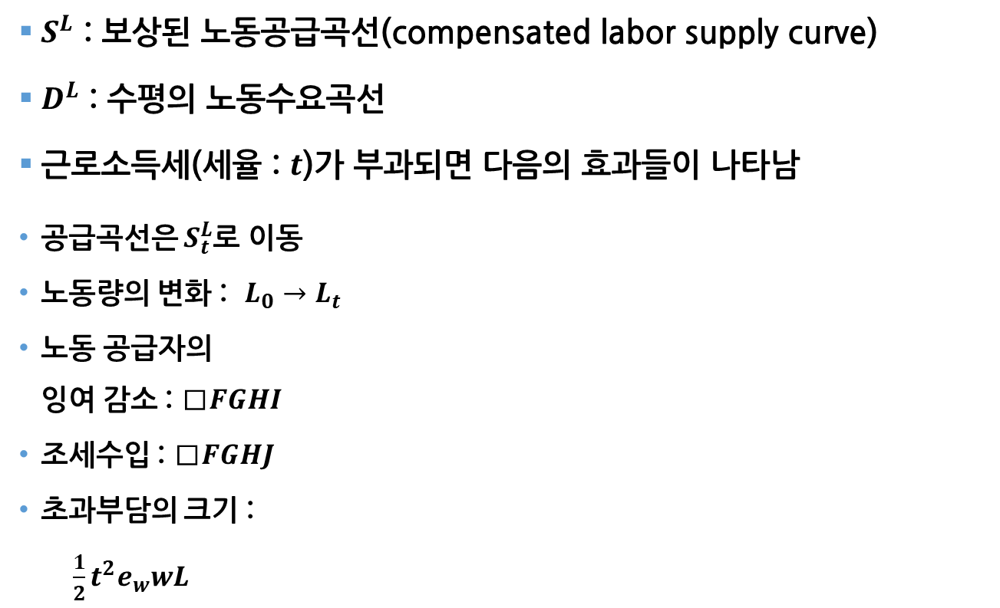 ▪ S^L : 보상된 노동공급곡선(compensated labor supply curve)
▪ D^L : 수평의 노동수요곡선
▪ 근로소득세(세율 : t)가 부과되면 다음의 효과들이 나타남
• 공급곡선은 S_t^L로 이동
• 노동량의 변화 : L_0 → L_t
• 노동 공급자의
잉여 감소 : □FGHI
• 조세수입 : □FGHJ
• 초과부담의 크기 :
\frac{1}{2} t^2 e_w wL